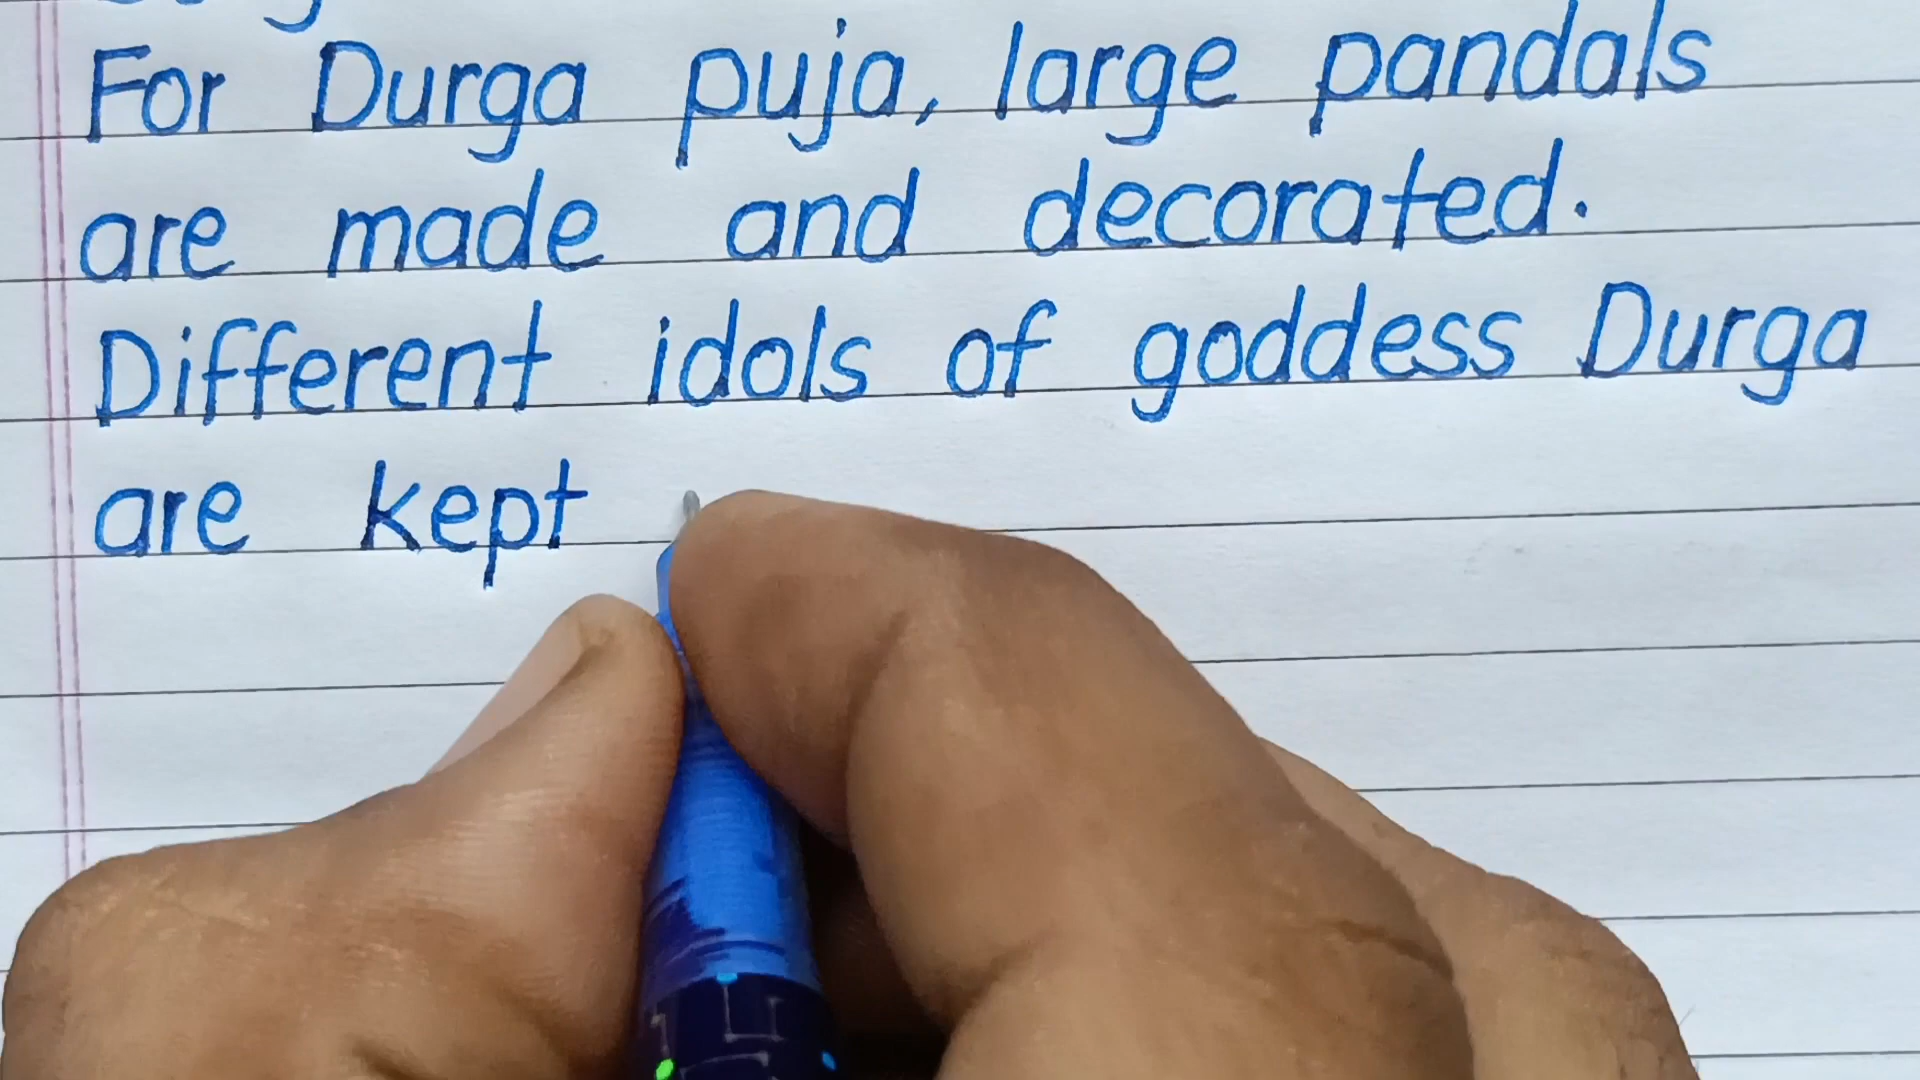 For Durga puja, large pandals
are made and decorated.
Different idols of goddess Durga
are kept